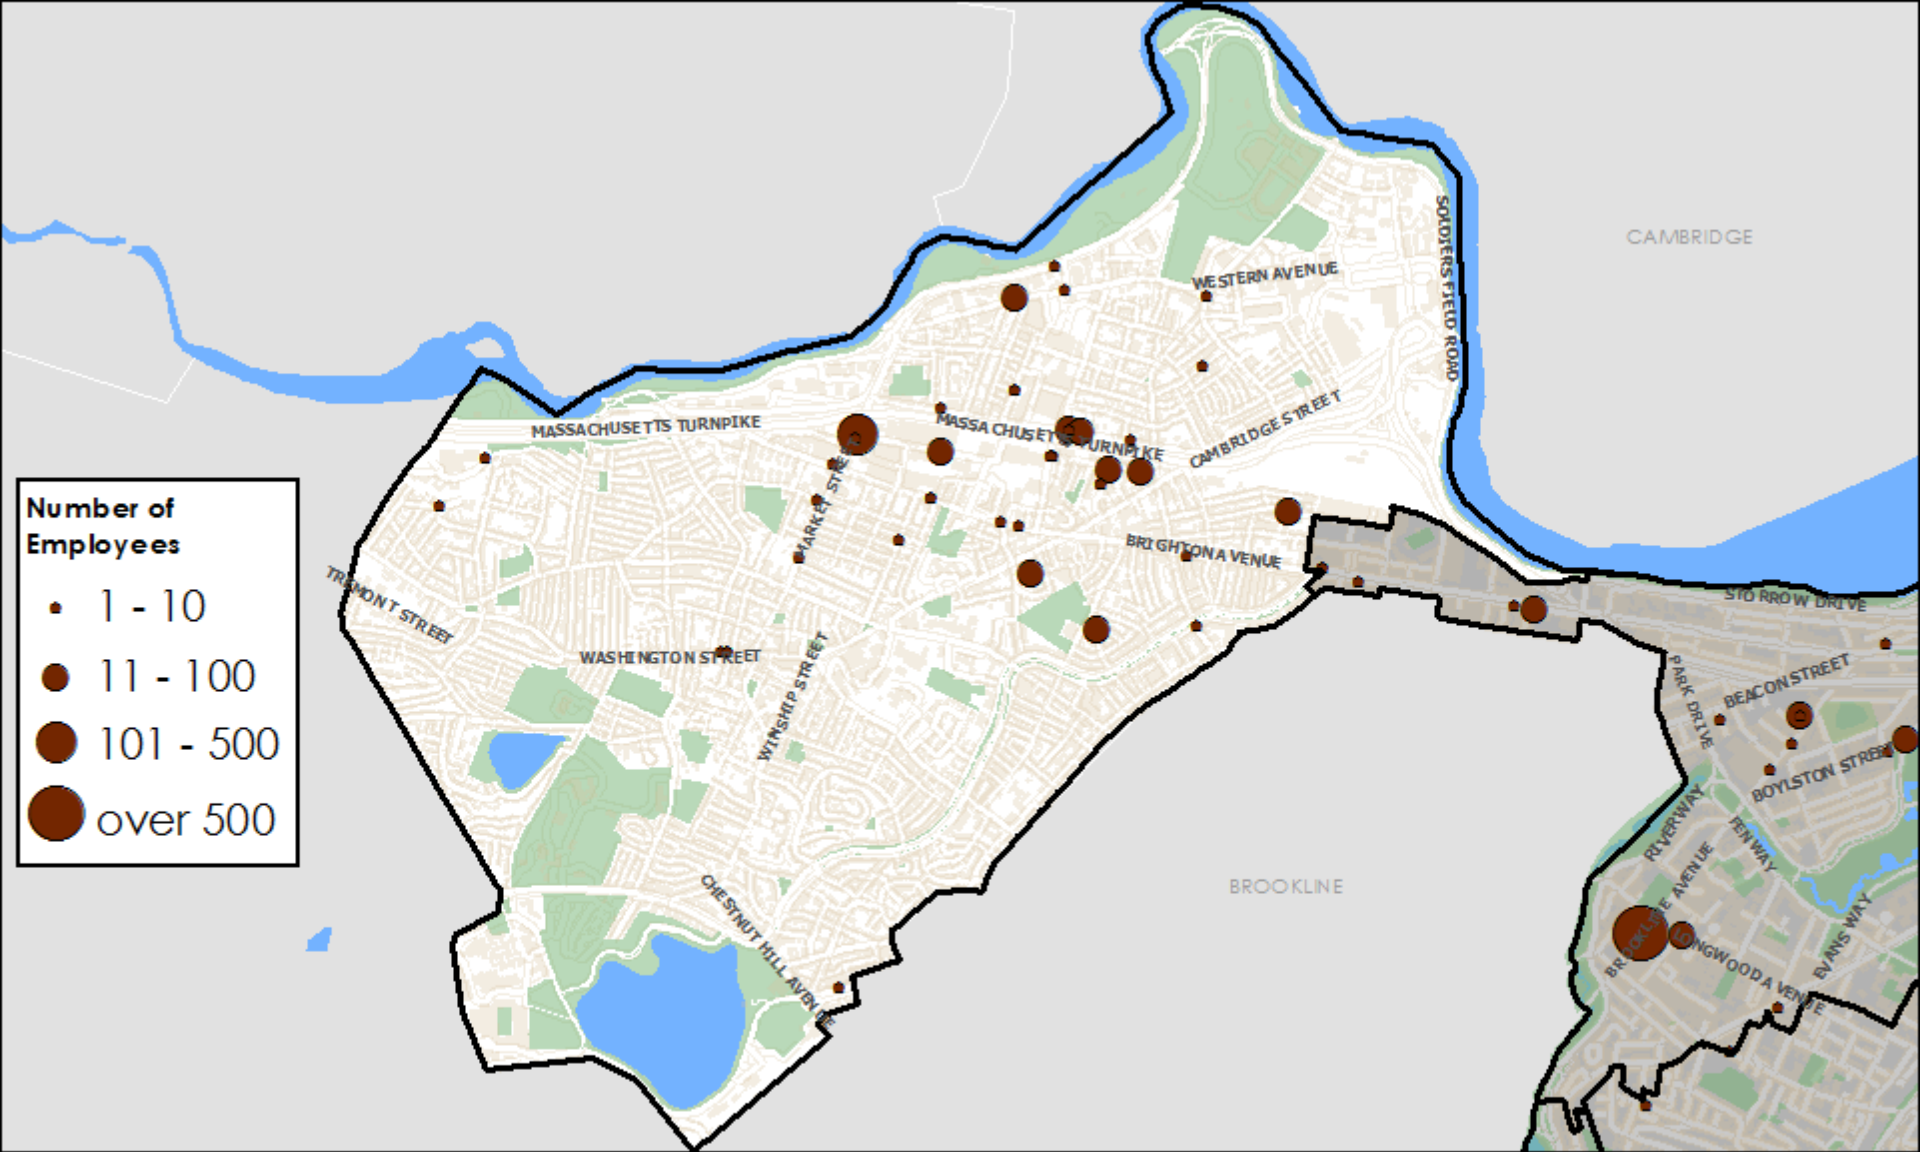 CAMBRIDGE
SOLDIERS FIELD ROAD
WESTERN AVENUE
CAMBRIDGE STREET
MASSACHUSETTS TURNPIKE
MASSACHUSETTS TURNPIKE
MARKET STREET
BRIGHTON AVENUE
Number of
Employees
1 - 10
11 - 100
101 - 500
over 500
TREMONT STREET
WASHINGTON STREET
WINSHIP STREET
STORROW DRIVE
PARK DRIVE
BEACON STREET
BOYLSTON STREET
RIVERWAY
FENWAY
BROOKLINE AVENUE
LONGWOOD AVENUE
EVANS WAY
CHESTNUT HILL AVENUE
BROOKLINE